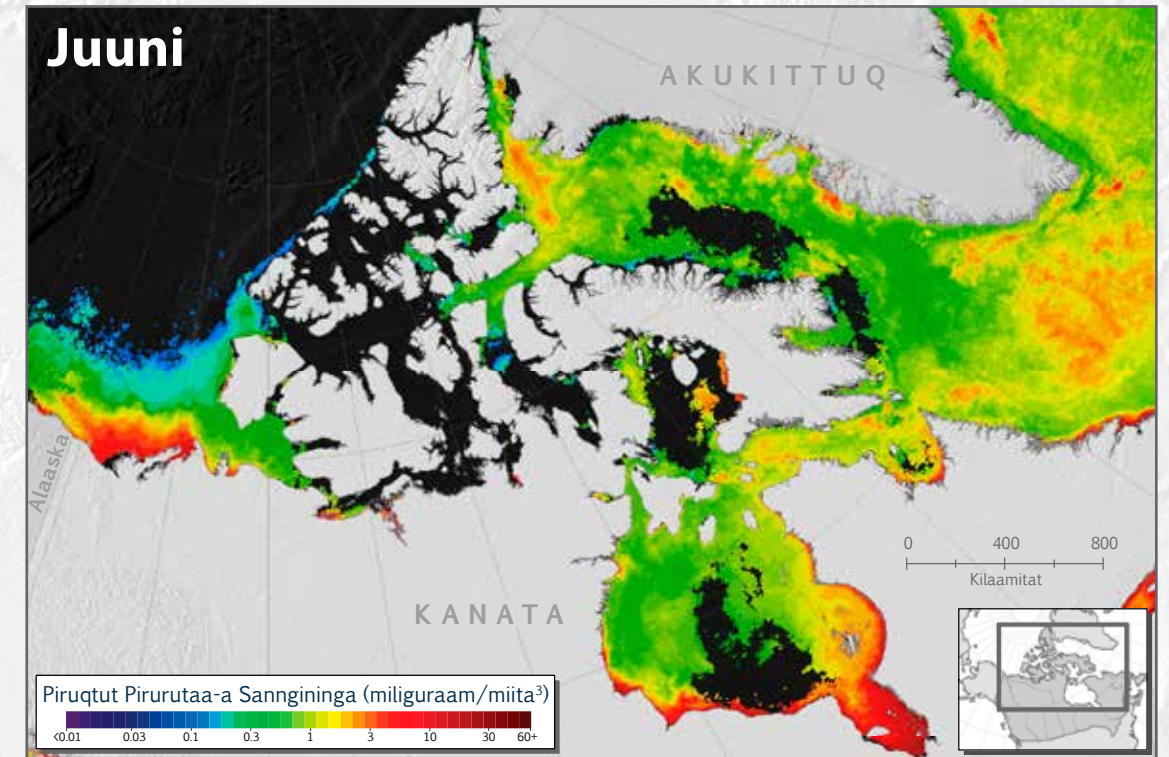 Juuni
AKUKITTUQ
Alaaska
0 400 800
Kilaamitat
KANATA
Piruqtut Pirurutaa-a Sanngininga (miliguraam/miita³)
<0.01 0.03 0.1 0.3 1 3 10 30 60+